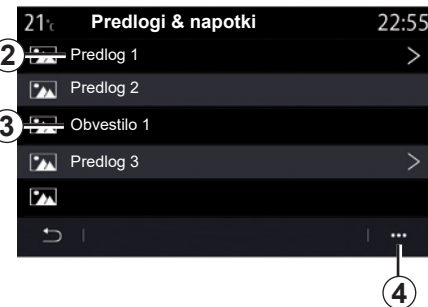 21°c Predlogi & napotki 22:55
2 Predlog 1
Predlog 2
3 Obvestilo 1
Predlog 3
4